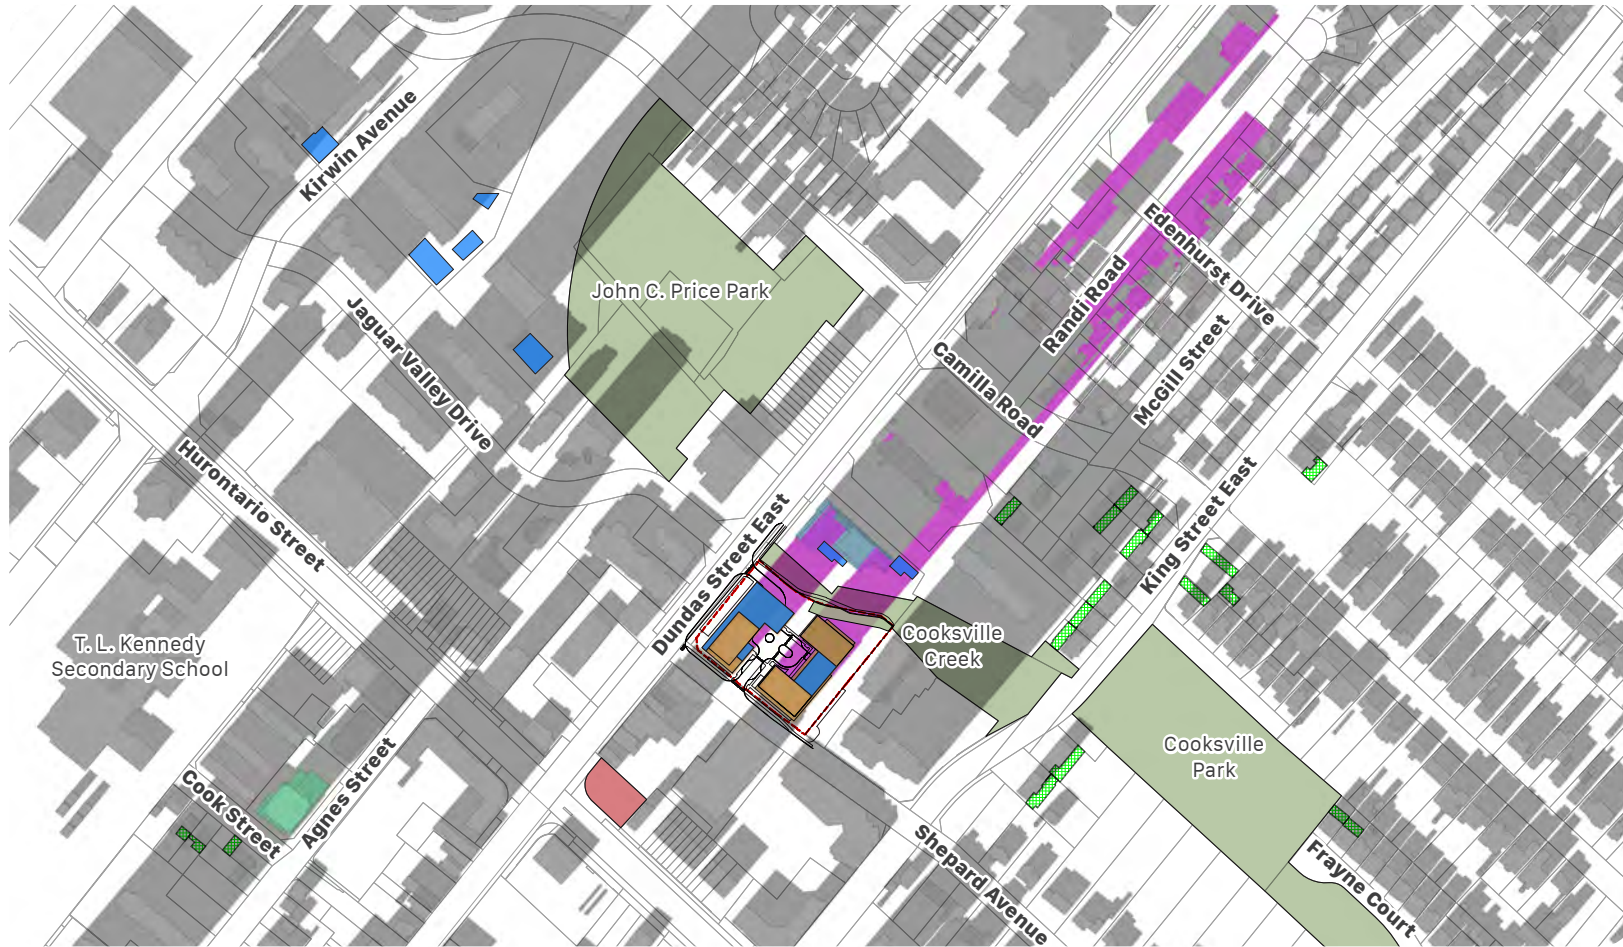 Kirwin Avenue
Edenhurst Drive
John C. Price Park
Randi Road
Jaguar Valley Drive
McGill Street
Camilla Road
Hurontario Street
King Street East
Dundas Street East
T. L. Kennedy
Secondary School
Cooksville
Creek
Cooksville
Park
Cook Street
Agnes Street
Shepard Avenue
Frayne Court